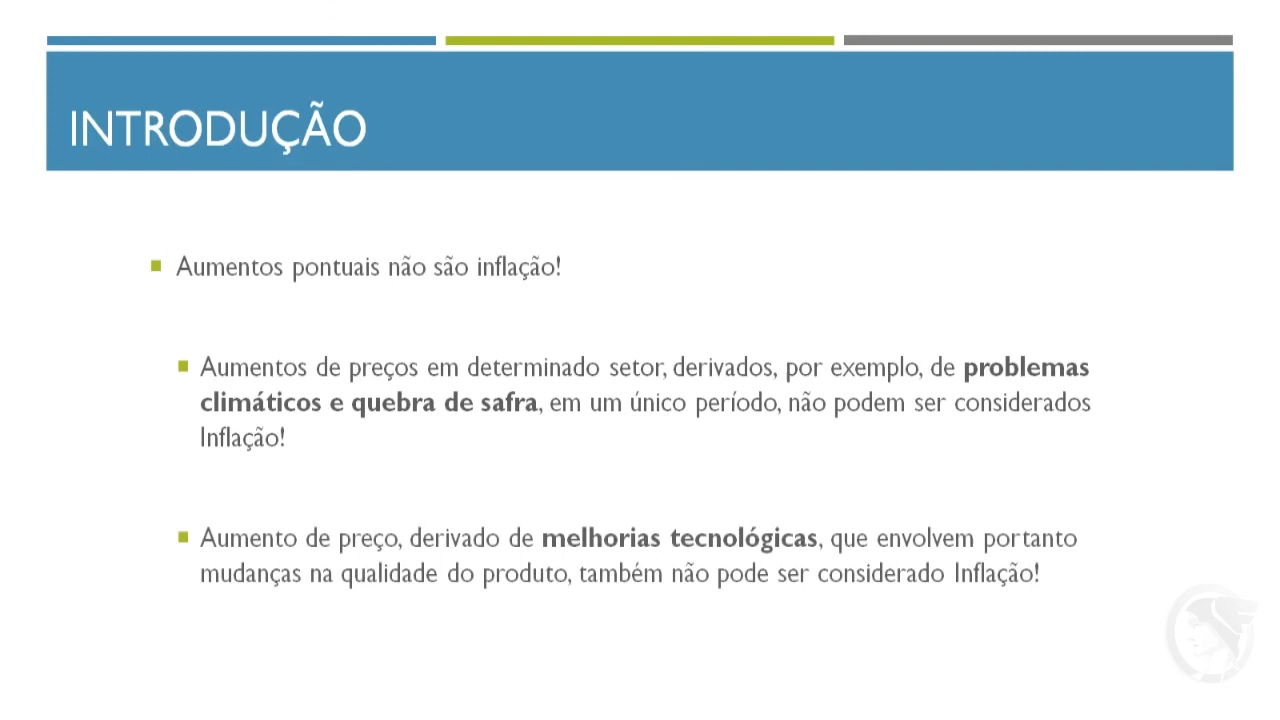 INTRODUÇÃO
Aumentos pontuais não são inflação!
Aumentos de preços em determinado setor, derivados, por exemplo, de problemas
climáticos e quebra de safra, em um único período, não podem ser considerados
Inflação!
Aumento de preço, derivado de melhorias tecnológicas, que envolvem portanto
mudanças na qualidade do produto, também não pode ser considerado Inflação!